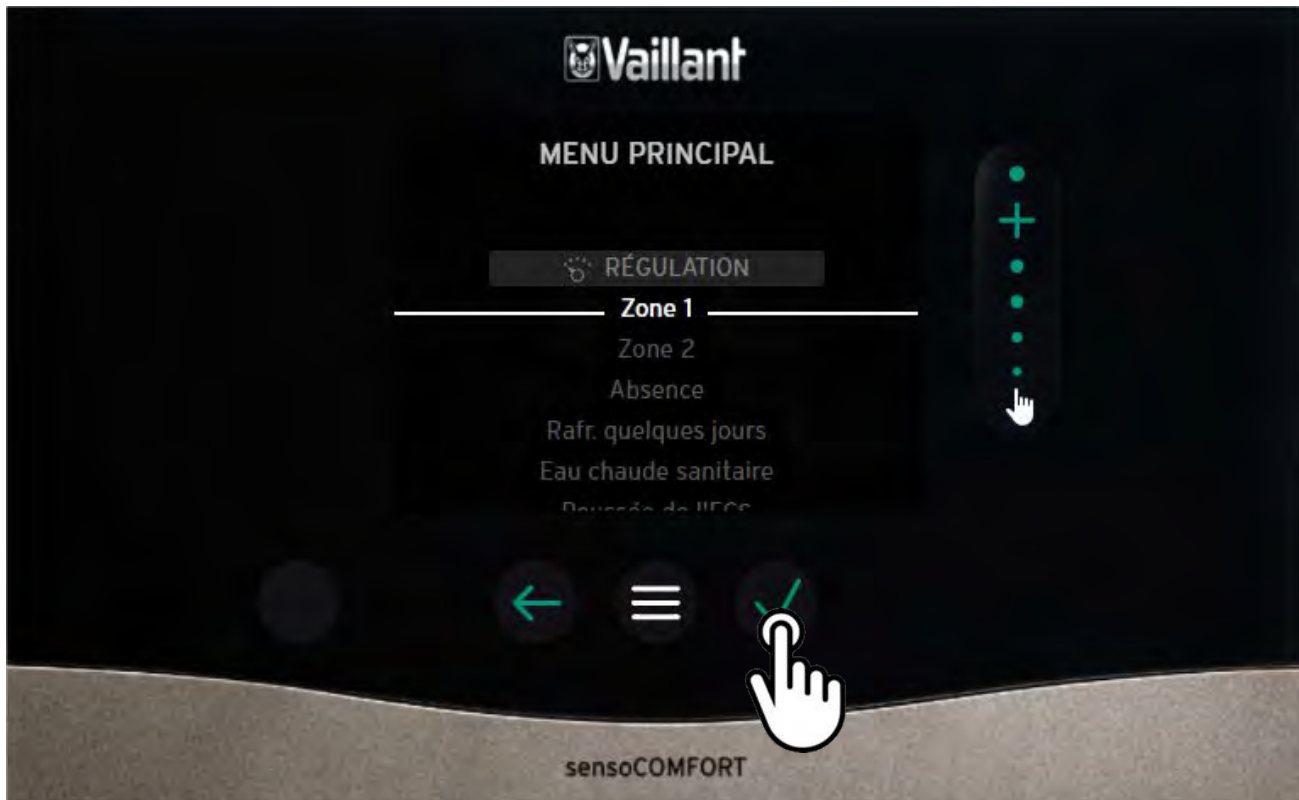 Vaillant
MENU PRINCIPAL
RÉGULATION
Zone 1
Zone 2
Absence
Rafr. quelques jours
Eau chaude sanitaire
sensoCOMFORT